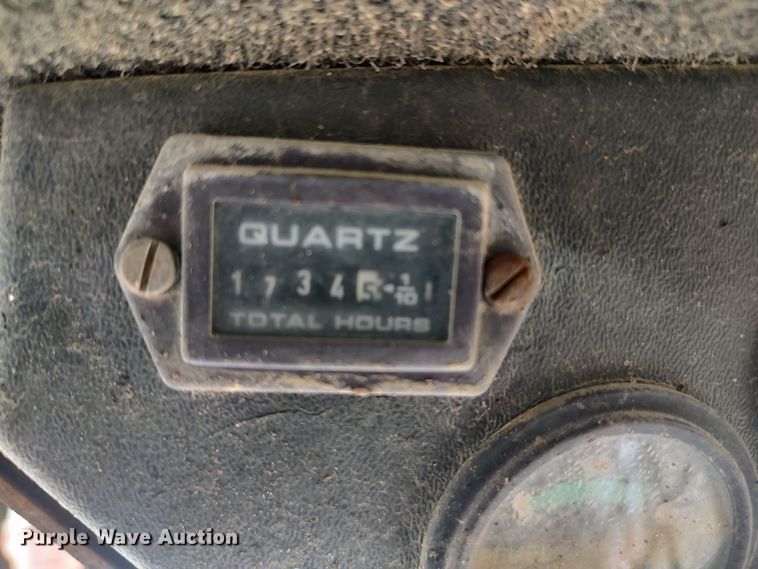 QUARTZ
1 7 3 4 1/10
TOTAL HOURS
Purple Wave Auction